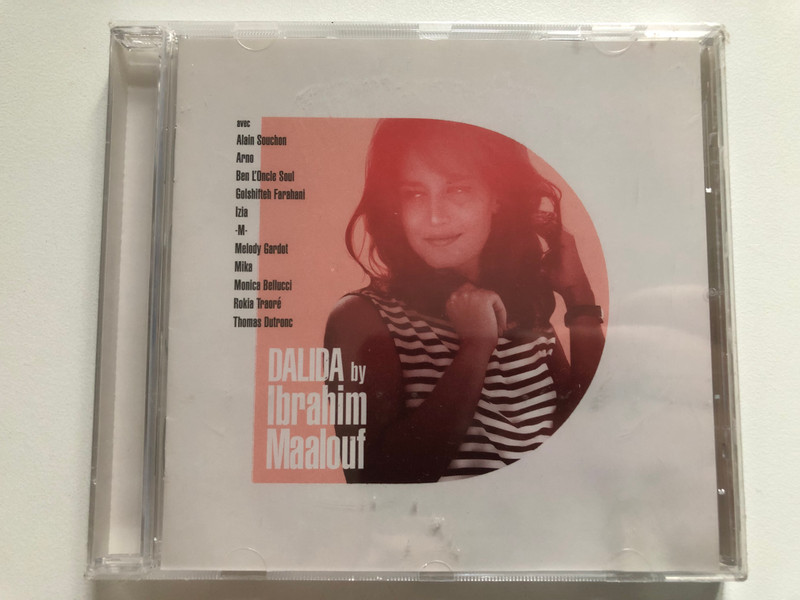 avec
Alain Souchon
Arno
Ben L'Oncle Soul
Golshifteh Farahani
Izia
-M-
Melody Gardot
Mika
Monica Bellucci
Rokia Traoré
Thomas Dutronc
DALIDA by
Ibrahim
Maalouf